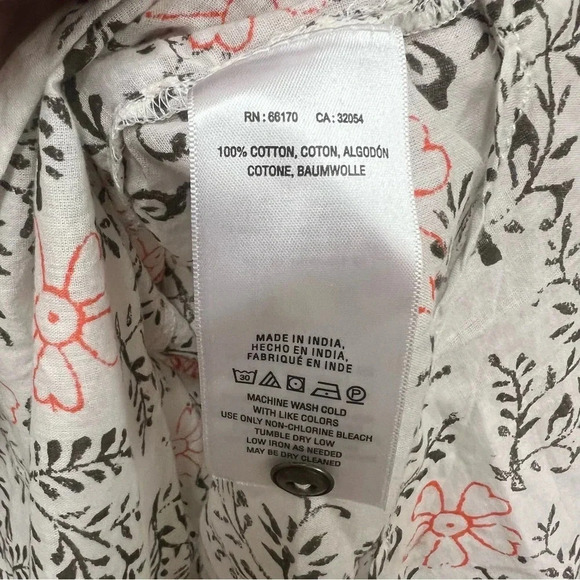 RN : 66170 CA : 32054
100% COTTON, COTON, ALGODÓN
COTONE, BAUMWOLLE
MADE IN INDIA,
HECHO EN INDIA,
FABRIQUÉ EN INDE
30 P
MACHINE WASH COLD
WITH LIKE COLORS
USE ONLY NON-CHLORINE BLEACH
TUMBLE DRY LOW
LOW IRON AS NEEDED
MAY BE DRY CLEANED